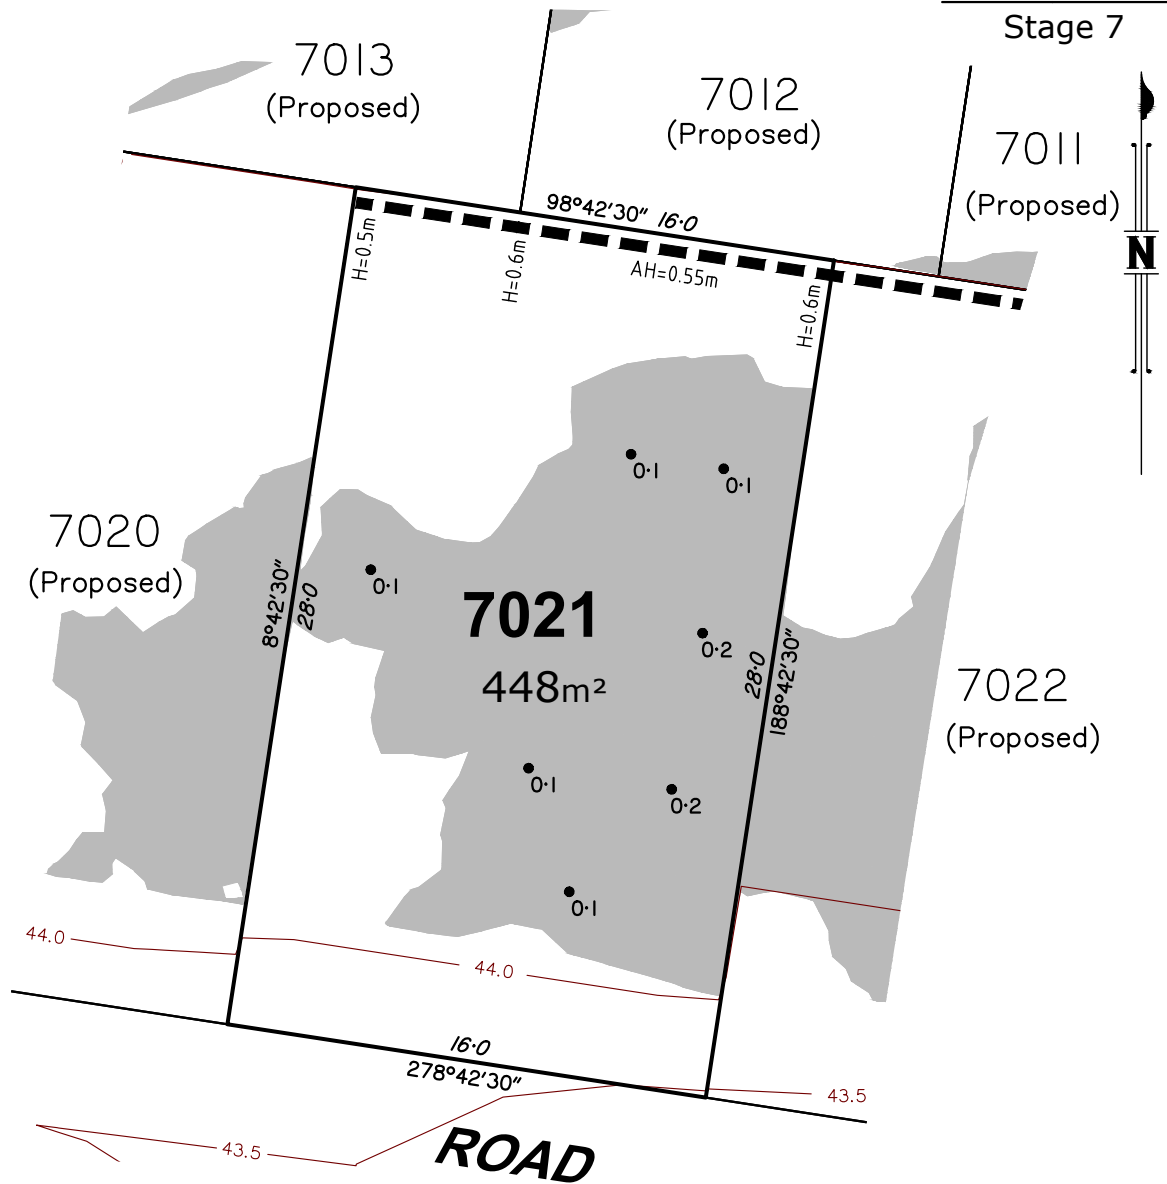 Stage 7
7013
(Proposed)
7012
(Proposed)
7011
(Proposed)
N
98°42'30" 16·0
H=0.5m
H=0.6m
AH=0.55m
H=0.6m
0·1
0·1
7020
(Proposed)
8°42'30"
28·0
0·1
7021
448m²
0·2
28·0
188°42'30"
7022
(Proposed)
0·1
0·2
0·1
44.0
44.0
16·0
278°42'30"
43.5
43.5
ROAD